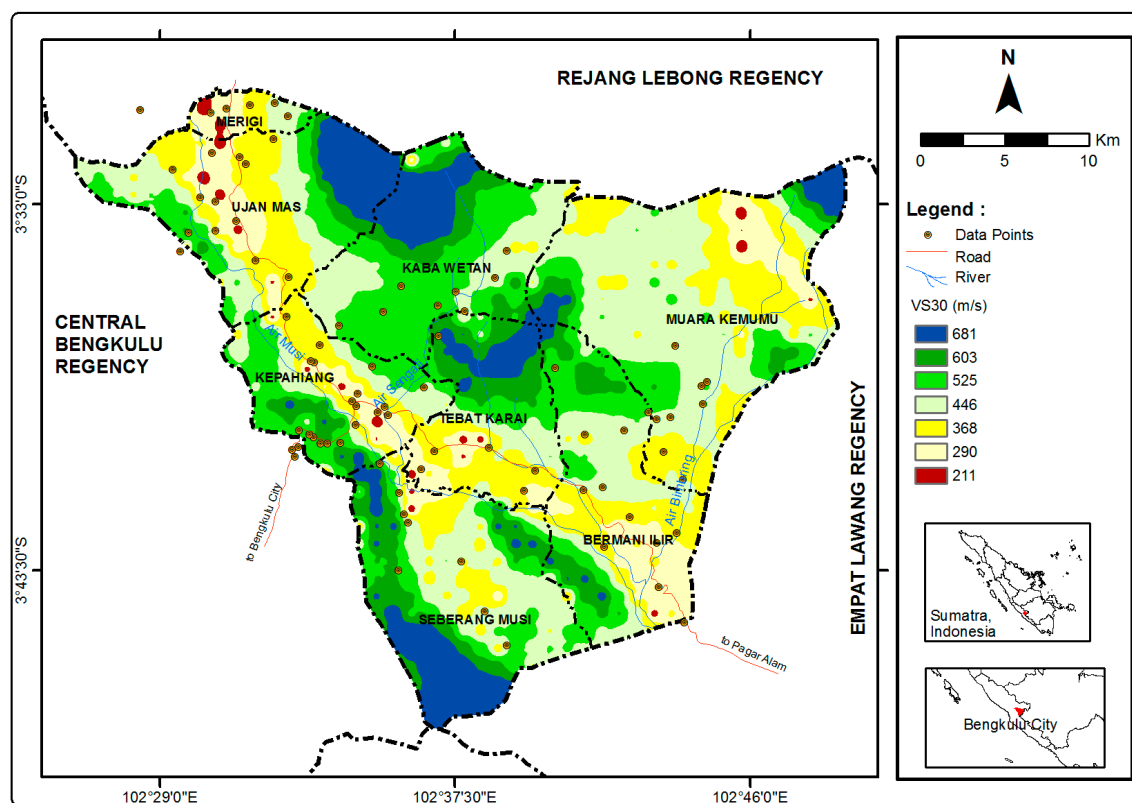 REJANG LEBONG REGENCY
MERIGI
UJAN MAS
KABA WETAN
MUARA KEMUMU
CENTRAL
BENGKULU
REGENCY
Air Musi
KEPAHIANG
Air Sengat
TEBAT KARAI
EMPAT LAWANG REGENCY
to Bengkulu City
Air Blimbing
BERMANI ILIR
SEBERANG MUSI
to Pagar Alam
3°33'0"S
3°43'30"S
102°29'0"E
102°37'30"E
102°46'0"E
N
Km
0 5 10
Legend :
Data Points
Road
River
VS30 (m/s)
681
603
525
446
368
290
211
Sumatra,
Indonesia
Bengkulu City